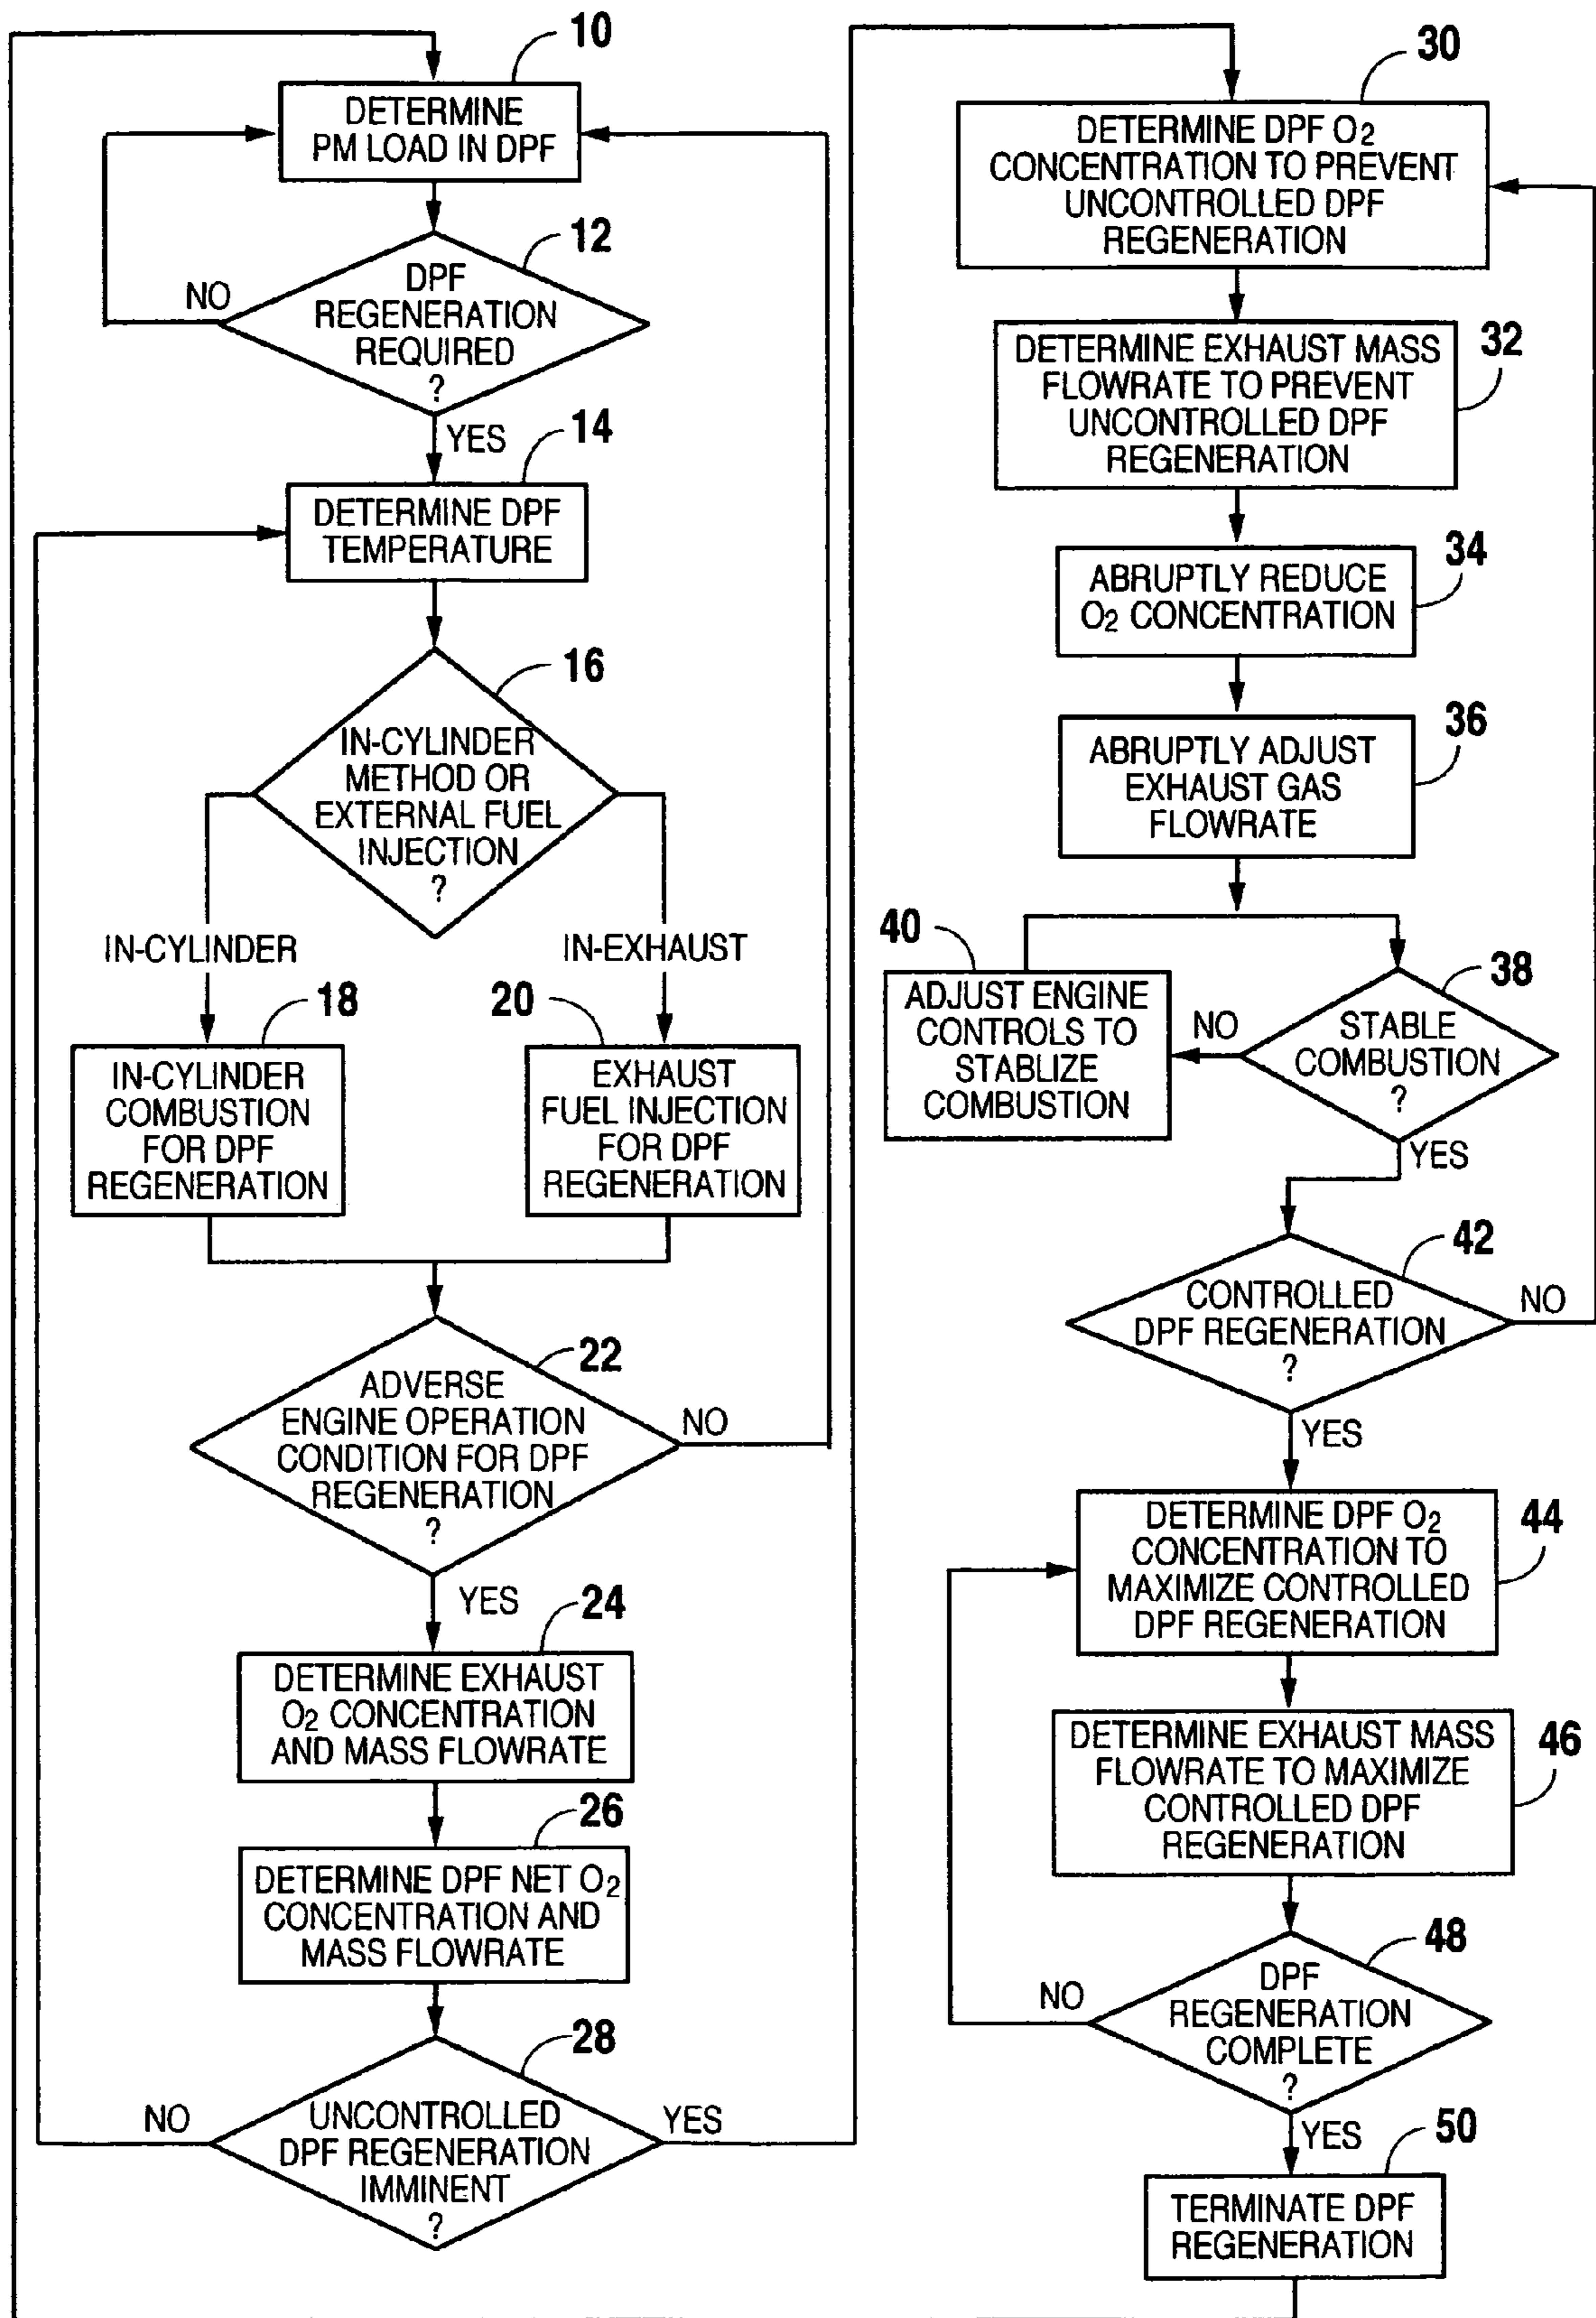 10
DETERMINE
PM LOAD IN DPF
12
DPF
REGENERATION
REQUIRED
?
NO
YES
14
DETERMINE DPF
TEMPERATURE
16
IN-CYLINDER
METHOD OR
EXTERNAL FUEL
INJECTION
?
IN-CYLINDER
IN-EXHAUST
18
IN-CYLINDER
COMBUSTION
FOR DPF
REGENERATION
20
EXHAUST
FUEL INJECTION
FOR DPF
REGENERATION
22
ADVERSE
ENGINE OPERATION
CONDITION FOR DPF
REGENERATION
?
NO
YES
24
DETERMINE EXHAUST
O2 CONCENTRATION
AND MASS FLOWRATE
26
DETERMINE DPF NET O2
CONCENTRATION AND
MASS FLOWRATE
28
UNCONTROLLED
DPF REGENERATION
IMMINENT
?
NO
YES
30
DETERMINE DPF O2
CONCENTRATION TO PREVENT
UNCONTROLLED DPF
REGENERATION
32
DETERMINE EXHAUST MASS
FLOWRATE TO PREVENT
UNCONTROLLED DPF
REGENERATION
34
ABRUPTLY REDUCE
O2 CONCENTRATION
36
ABRUPTLY ADJUST
EXHAUST GAS
FLOWRATE
38
STABLE
COMBUSTION
?
NO
YES
40
ADJUST ENGINE
CONTROLS TO
STABLIZE
COMBUSTION
42
CONTROLLED
DPF REGENERATION
?
NO
YES
44
DETERMINE DPF O2
CONCENTRATION TO
MAXIMIZE CONTROLLED
DPF REGENERATION
46
DETERMINE EXHAUST MASS
FLOWRATE TO MAXIMIZE
CONTROLLED DPF
REGENERATION
48
DPF
REGENERATION
COMPLETE
?
NO
YES
50
TERMINATE DPF
REGENERATION